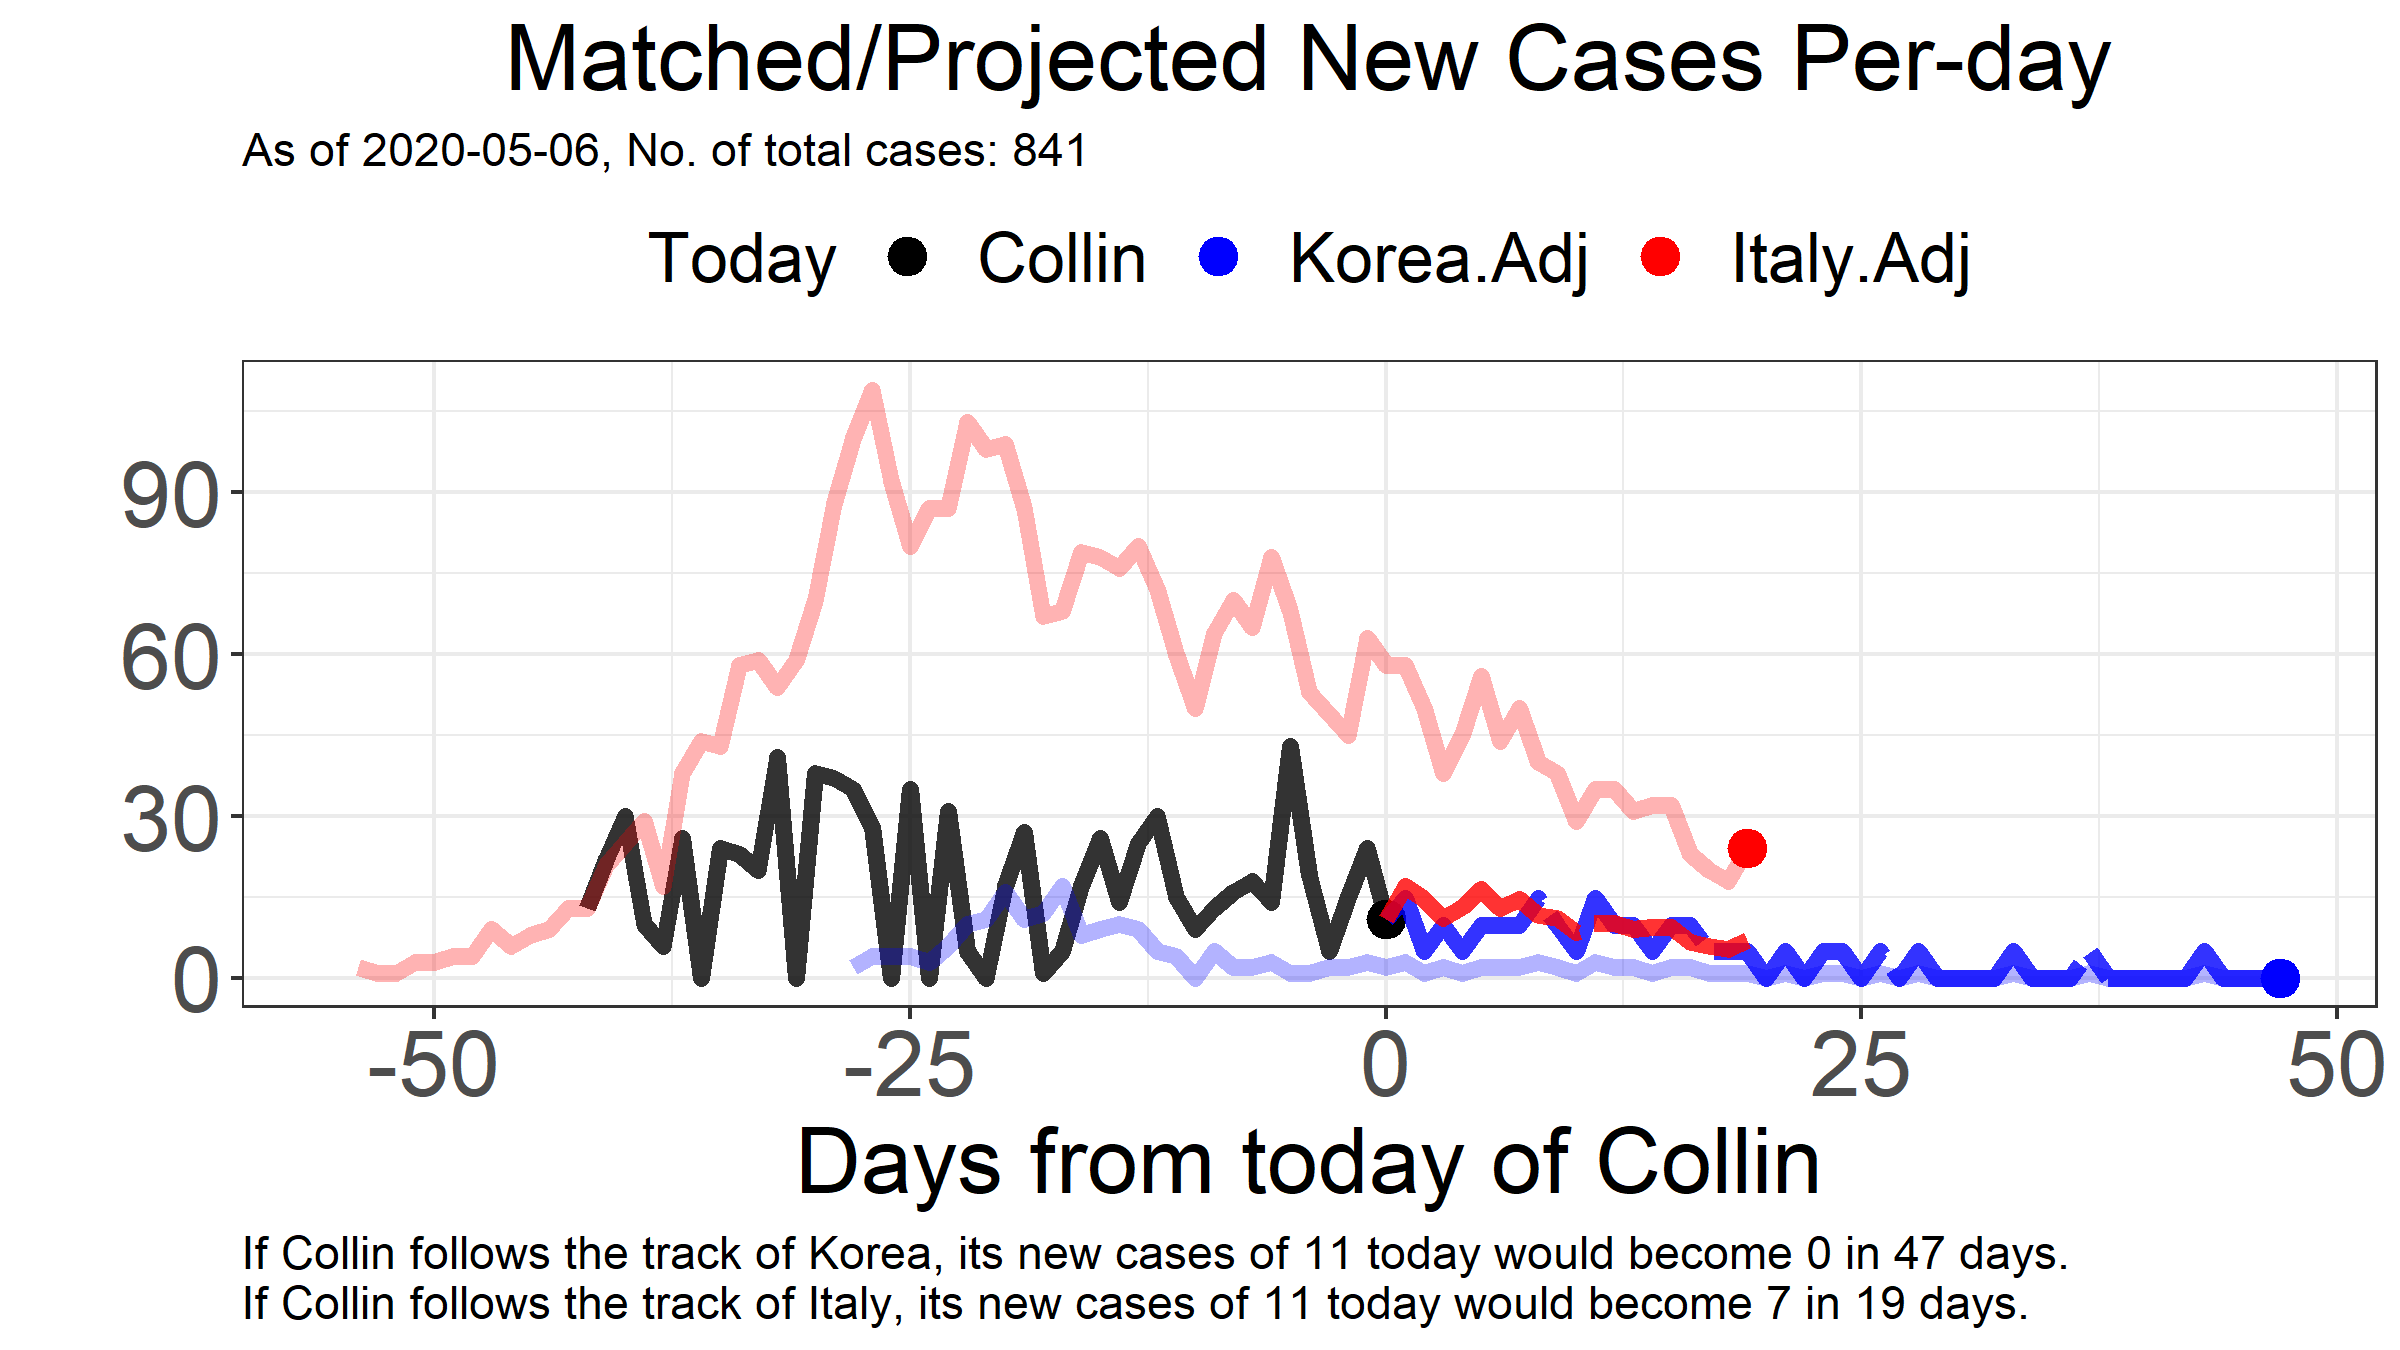 Matched/Projected New Cases Per-day
As of 2020-05-06, No. of total cases: 841
Today Collin Korea.Adj Italy.Adj
90
60
30
0
-50 -25 0 25 50
Days from today of Collin
If Collin follows the track of Korea, its new cases of 11 today would become 0 in 47 days.
If Collin follows the track of Italy, its new cases of 11 today would become 7 in 19 days.